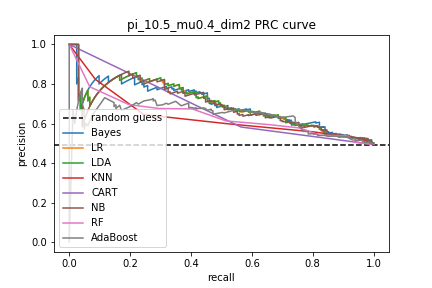 pi_10.5_mu0.4_dim2 PRC curve
precision
1.0
0.8
0.6
0.4
0.2
0.0
random guess
Bayes
LR
LDA
KNN
CART
NB
RF
AdaBoost
0.0 0.2 0.4 0.6 0.8 1.0
recall